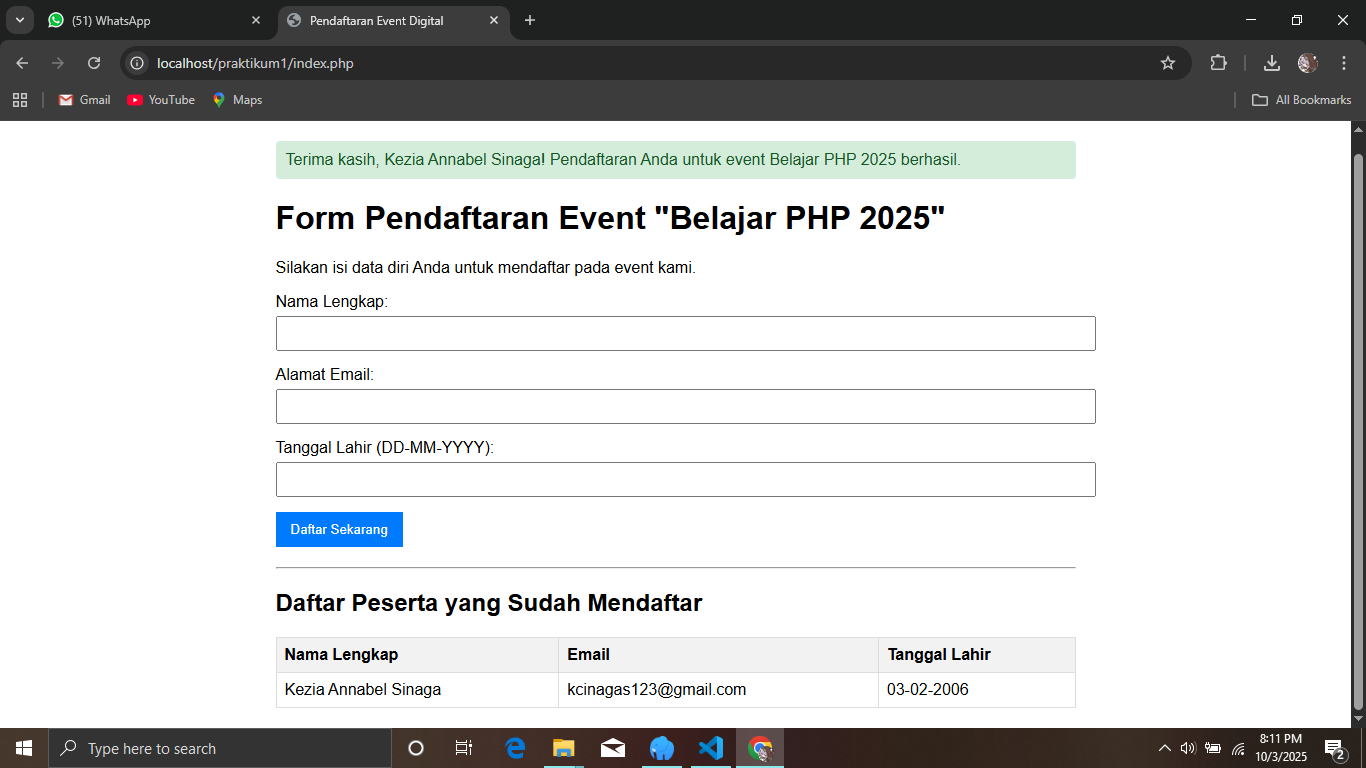 (51) WhatsApp
Pendaftaran Event Digital
localhost/praktikum1/index.php
Gmail
YouTube
Maps
All Bookmarks
Terima kasih, Kezia Annabel Sinaga! Pendaftaran Anda untuk event Belajar PHP 2025 berhasil.
Form Pendaftaran Event "Belajar PHP 2025"
Silakan isi data diri Anda untuk mendaftar pada event kami.
Nama Lengkap:
Alamat Email:
Tanggal Lahir (DD-MM-YYYY):
Daftar Sekarang
Daftar Peserta yang Sudah Mendaftar
Nama Lengkap Email Tanggal Lahir
Kezia Annabel Sinaga kcinagas123@gmail.com 03-02-2006
Type here to search
8:11 PM
10/3/2025
2